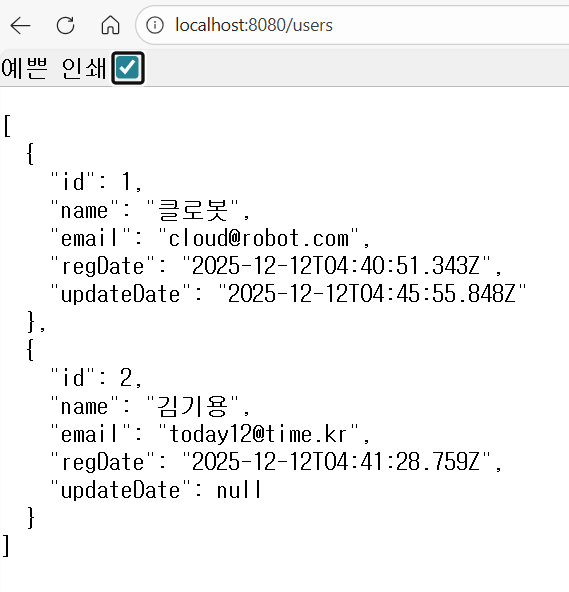 localhost:8080/users
예쁜 인쇄
[
  {
    "id": 1,
    "name": "클로봇",
    "email": "cloud@robot.com",
    "regDate": "2025-12-12T04:40:51.343Z",
    "updateDate": "2025-12-12T04:45:55.848Z"
  },
  {
    "id": 2,
    "name": "김기용",
    "email": "today12@time.kr",
    "regDate": "2025-12-12T04:41:28.759Z",
    "updateDate": null
  }
]